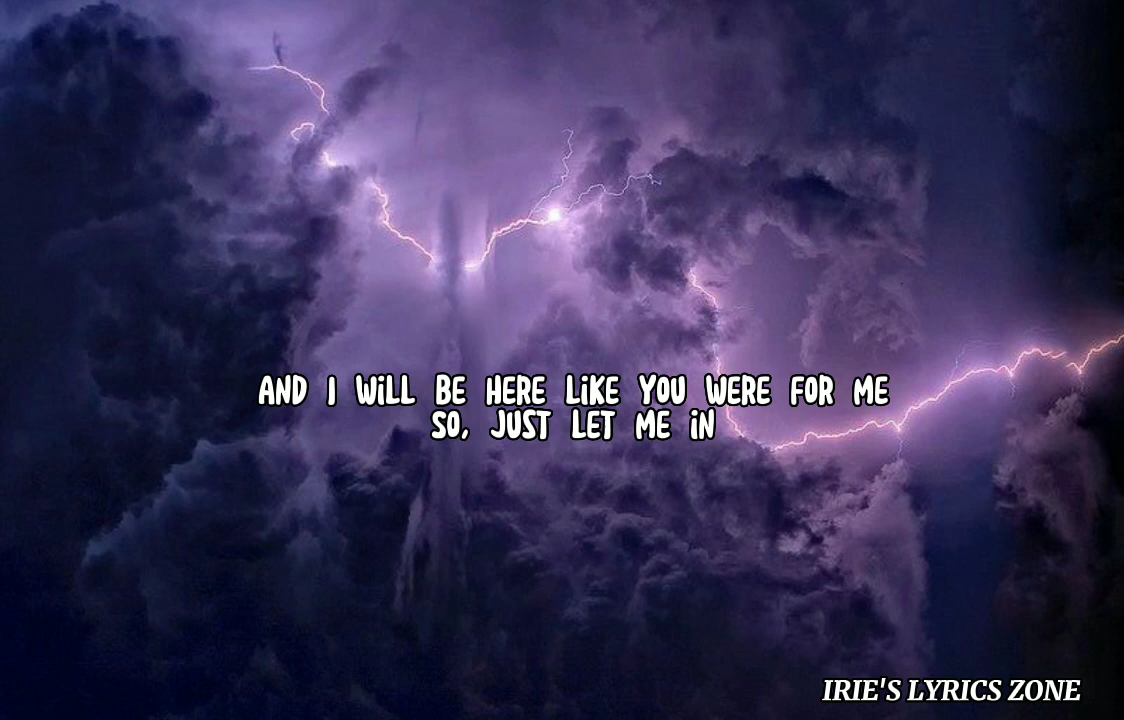 AND I WILL BE HERE LIKE YOU WERE FOR ME
SO, JUST LET ME IN
IRIE'S LYRICS ZONE